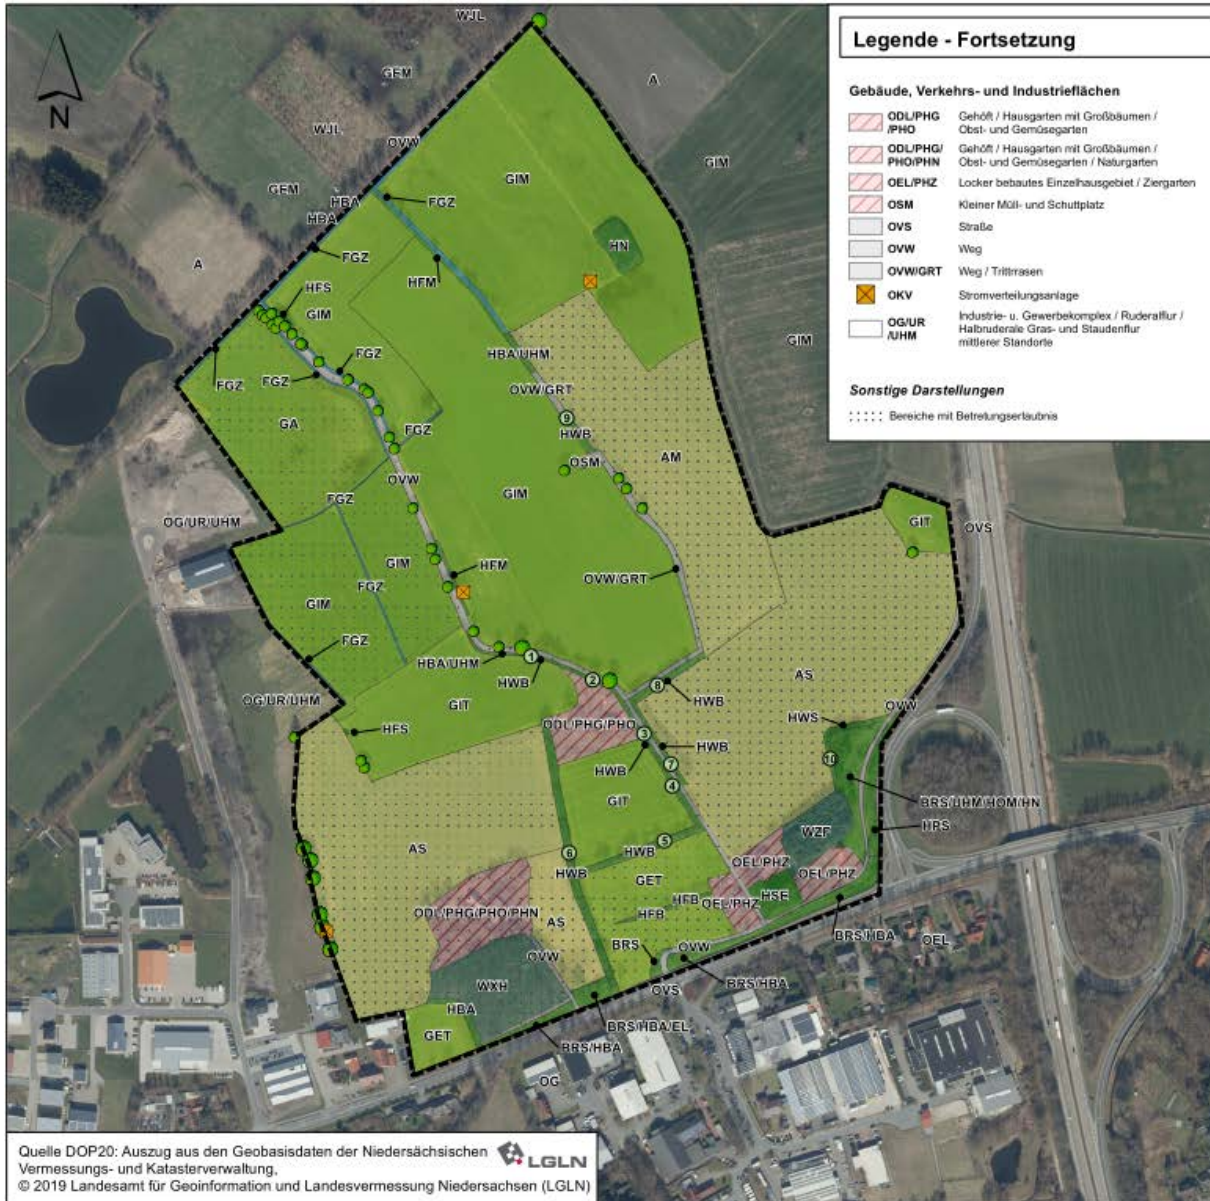 Legende - Fortsetzung
Gebäude, Verkehrs- und Industrieflächen
ODL/PHG Gehöft / Hausgarten mit Großbäumen /
/PHO Obst- und Gemüsegarten
ODL/PHG/ Gehöft / Hausgarten mit Großbäumen /
PHO/PHN Obst- und Gemüsegarten / Naturgarten
OEL/PHZ Locker bebautes Einzelhausgebiet / Ziergarten
OSM Kleiner Müll- und Schuttplatz
OVS Straße
OVW Weg
OVW/GRT Weg / Trittrrasen
OKV Stromverteilungsanlage
OG/UR Industrie- u. Gewerbekomplex / Ruderalflur /
/UHM Halbruderale Gras- und Staudenflur
mittlerer Standorte
Sonstige Darstellungen
Bereiche mit Betretungserlaubnis
N
WJL
GEM
A
WJL
OVW
GIM
GIM
GEM
HBA
FGZ
HBA
HN
FGZ
HFM
A
HFS
GIM
GIM
HBA/UHM
FGZ
FGZ
FGZ
OVW/GRT
9
GA
FGZ
HWB
OSM
AM
OVW
GIM
FGZ
OG/UR/UHM
GIT
OVS
GIM
HFM
OVW/GRT
FGZ
GIM
FGZ
HBA/UHM
1
HWB
2
8
HWB
AS
OG/UR/UHM
GIT
HFS
ODL/PHG/PHO
HWS
OVW
3
HWB
HWB
7
10
4
GIT
BRS/UHM/HOM/HN
HPS
WZF
5
HWB
6
HWB
AS
OEL/PHZ
OEL/PHZ
GET
HFB
HSE
OEL/PHZ
HFB
ODL/PHG/PHO/PHN
AS
BRS/HBA
OEL
BRS
OVW
OVW
BRS/HBA
WXH
OVS
HBA
GET
BRS/HBA/EL
BRS/HBA
OG
Quelle DOP20: Auszug aus den Geobasisdaten der Niedersächsischen
Vermessungs- und Katasterverwaltung,
© 2019 Landesamt für Geoinformation und Landesvermessung Niedersachsen (LGLN)
LGLN